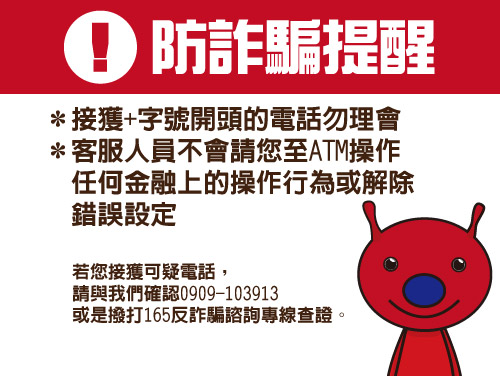 防詐騙提醒
＊接獲+字號開頭的電話勿理會
＊客服人員不會請您至ATM操作
任何金融上的操作行為或解除
錯誤設定
若您接獲可疑電話，
請與我們確認0909-103913
或是撥打165反詐騙諮詢專線查證。